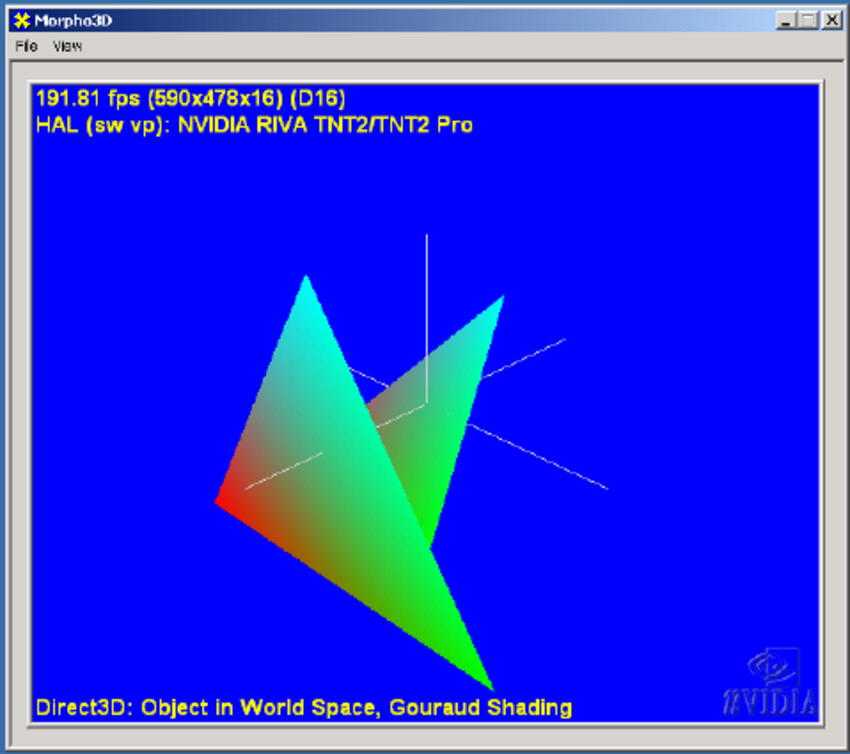 Morpho3D
File View
191.81 fps (590x478x16) (D16)
HAL (sw vp): NVIDIA RIVA TNT2/TNT2 Pro
Direct3D: Object in World Space, Gouraud Shading
NVIDIA